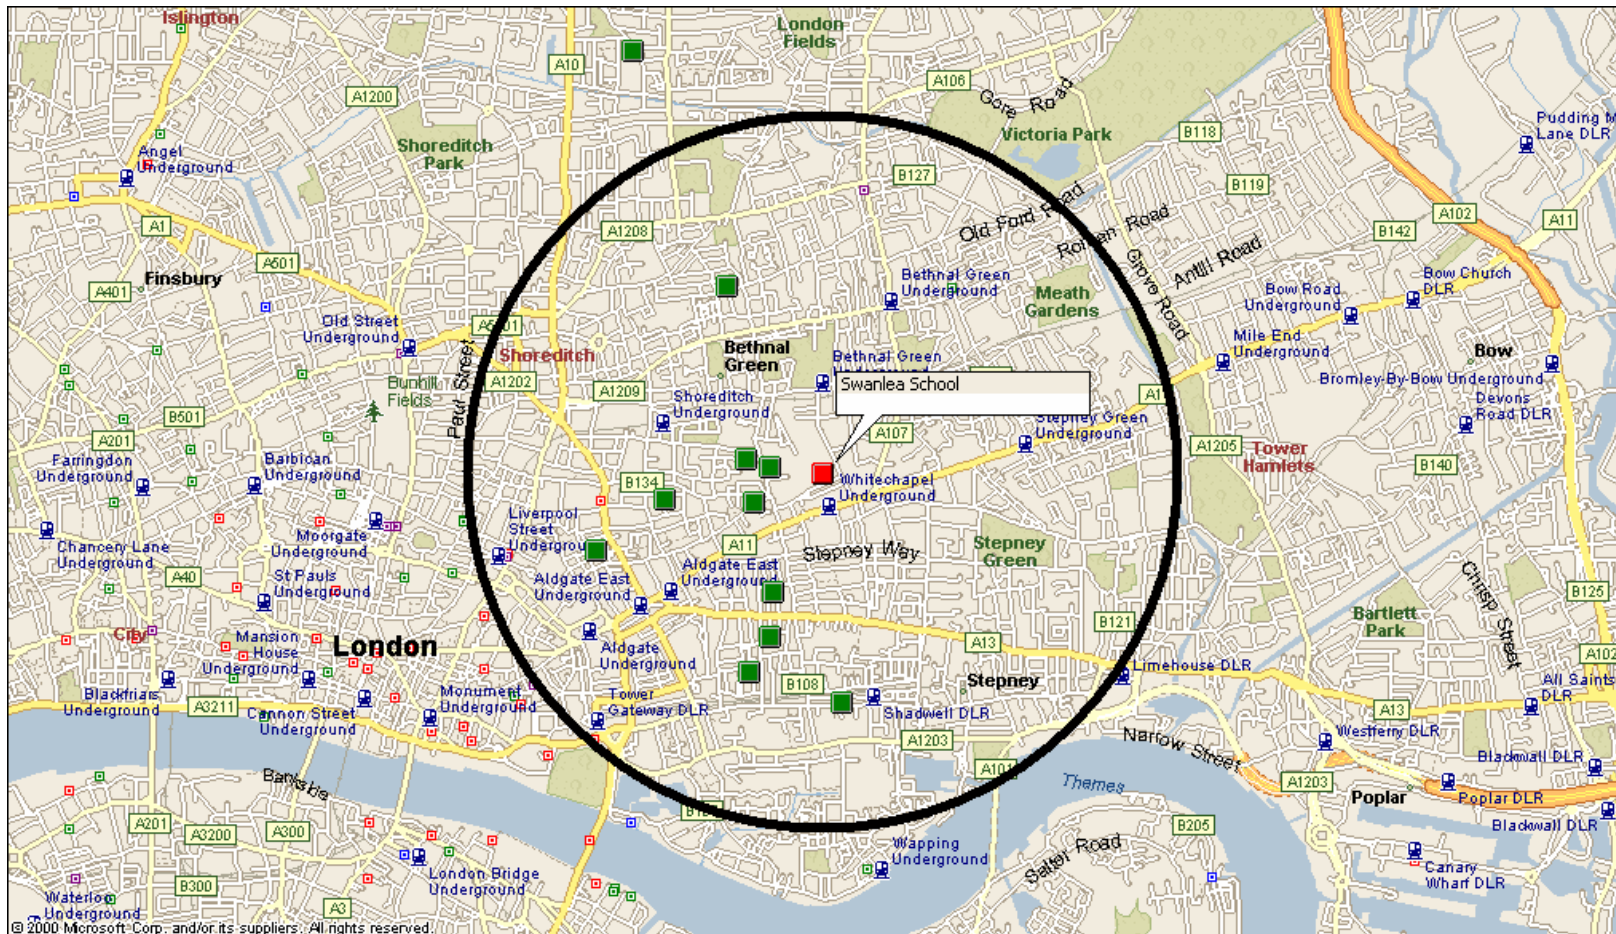 Islington
London
Fields
A10
A106
Gore Road
A1200
Victoria Park
B118
Pudding M
Lane DLR
Shoreditch
Park
Angel
Underground
B127
B119
Old Ford Road
Roman Road
A102
A11
A1
A1208
B142
Antill Road
A501
Finsbury
Bethnal Green
Underground
Grove Road
Bow Church
DLR
A401
Meath
Gardens
Bow Road
Underground
Old Street
Underground
Shoreditch
Bethnal
Green
Mile End
Underground
Bow
Paul Street
Bethnal Green
Bromley-By-Bow Underground
Bunhill
Fields
A1202
A1209
Swanlea School
Devons
Road DLR
B501
Shoreditch
Underground
Stepney Green
Underground
A201
A107
A1205
Tower
Hamlets
Farringdon
Underground
Barbican
Underground
B140
B134
Whitechapel
Underground
Liverpool
Street
Underground
Moorgate
Underground
Chancery Lane
Underground
A11
Stepney Way
Stepney
Green
A40
St Pauls
Underground
Aldgate East
Underground
Aldgate East
Underground
Chrisp Street
B125
City
Mansion
House
Underground
London
Aldgate
Underground
A13
B121
Bartlett
Park
A102
Limehouse DLR
Blackfriars
Underground
Monument
Underground
Tower
Gateway DLR
B108
Stepney
All Saints
DLR
A3211
Cannon Street
Underground
Shadwell DLR
A13
A1203
Narrow Street
Westferry DLR
Bankside
Thames
Blackwall DLR
A1203
Poplar
Poplar DLR
A201
A3200
A300
B205
Blackwall DLR
Wapping
Underground
Salter Road
London Bridge
Underground
Canary
Wharf DLR
B300
Waterloo
Underground
A3
© 2000 Microsoft Corp. and/or its suppliers. All rights reserved.